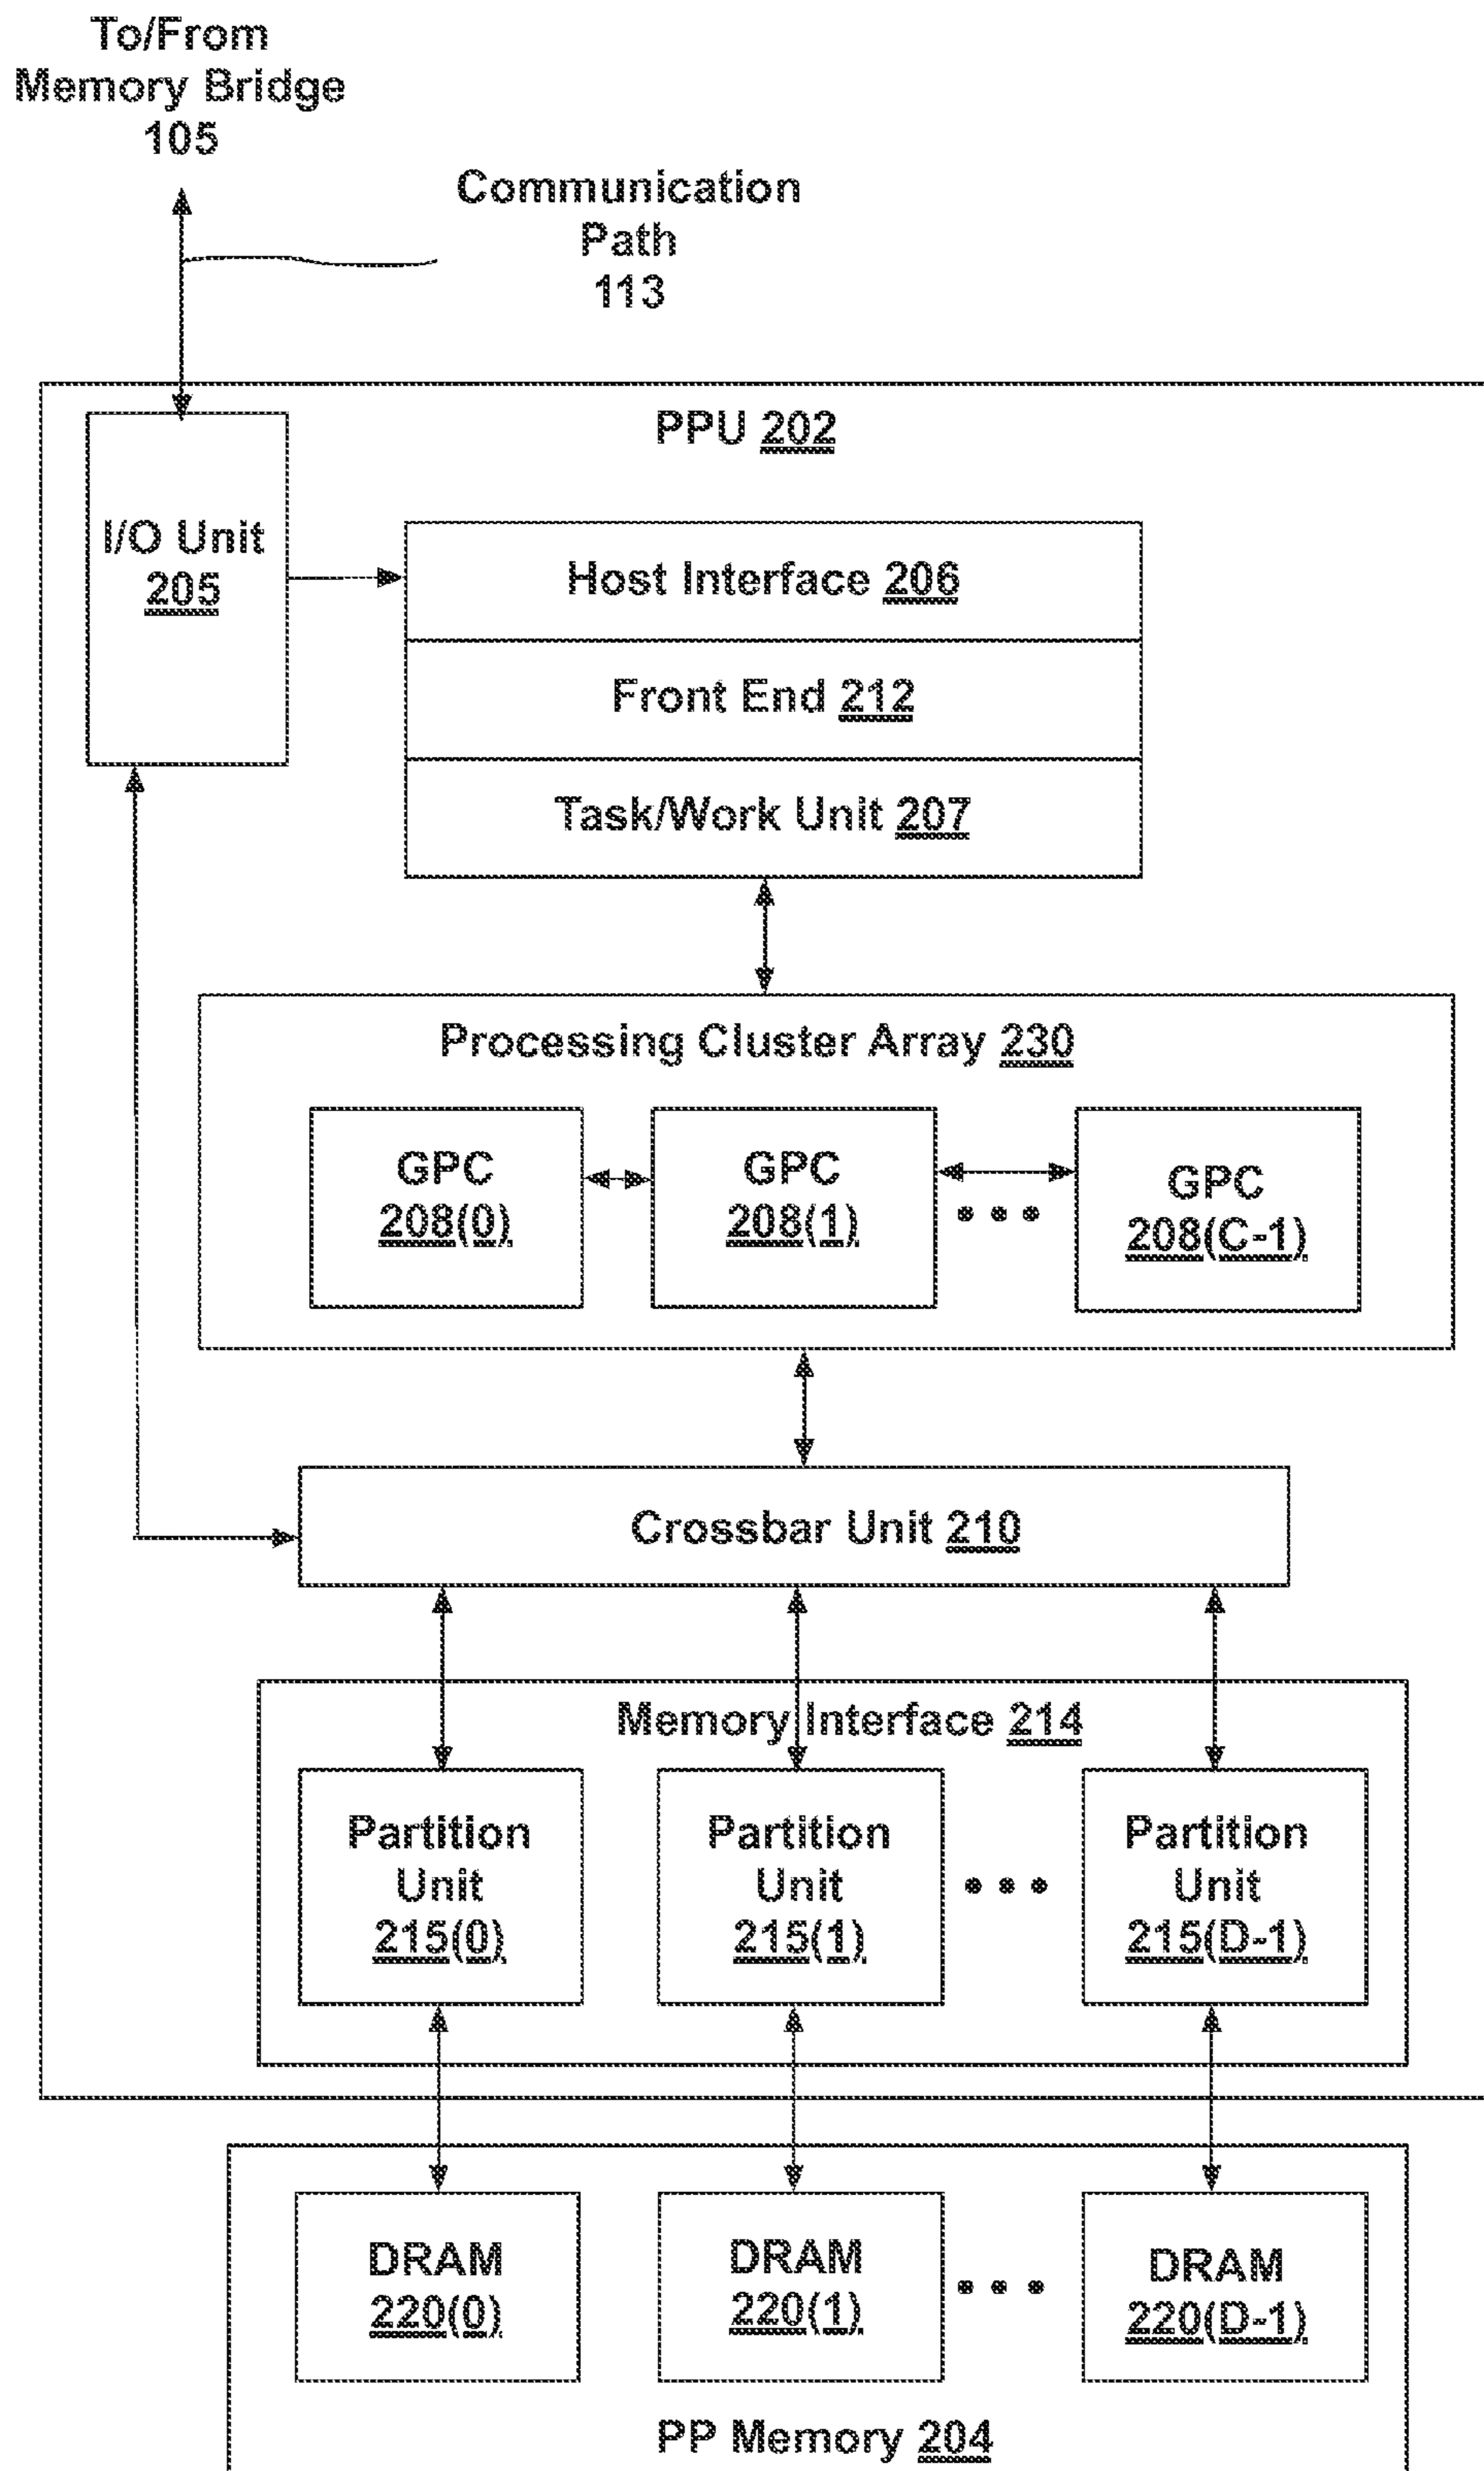 To/From
Memory Bridge
105
Communication
Path
113
PPU 202
I/O Unit
205
Host Interface 206
Front End 212
Task/Work Unit 207
Processing Cluster Array 230
GPC
208(0)
GPC
208(1)
GPC
208(C-1)
Crossbar Unit 210
Memory Interface 214
Partition
Unit
215(0)
Partition
Unit
215(1)
Partition
Unit
215(D-1)
DRAM
220(0)
DRAM
220(1)
DRAM
220(D-1)
PP Memory 204